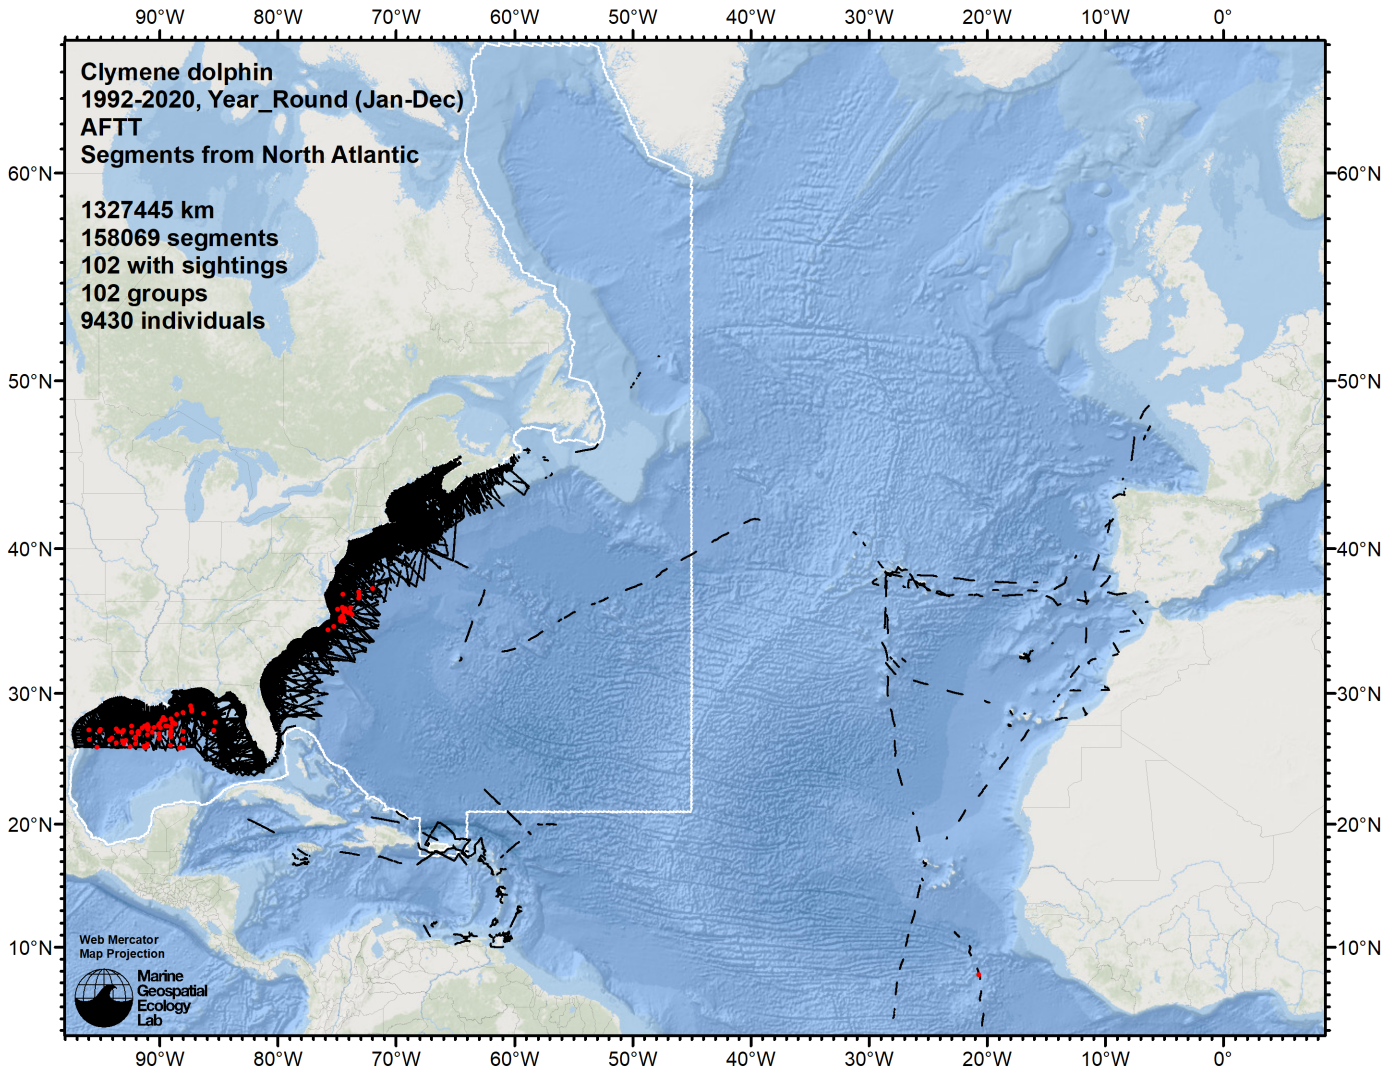 90°W 80°W 70°W 60°W 50°W 40°W 30°W 20°W 10°W 0°
Clymene dolphin
1992-2020, Year_Round (Jan-Dec)
AFTT
Segments from North Atlantic
60°N 60°N
1327445 km
158069 segments
102 with sightings
102 groups
9430 individuals
50°N 50°N
40°N 40°N
30°N 30°N
20°N 20°N
10°N 10°N
Web Mercator
Map Projection
Marine
Geospatial
Ecology
Lab
90°W 80°W 70°W 60°W 50°W 40°W 30°W 20°W 10°W 0°